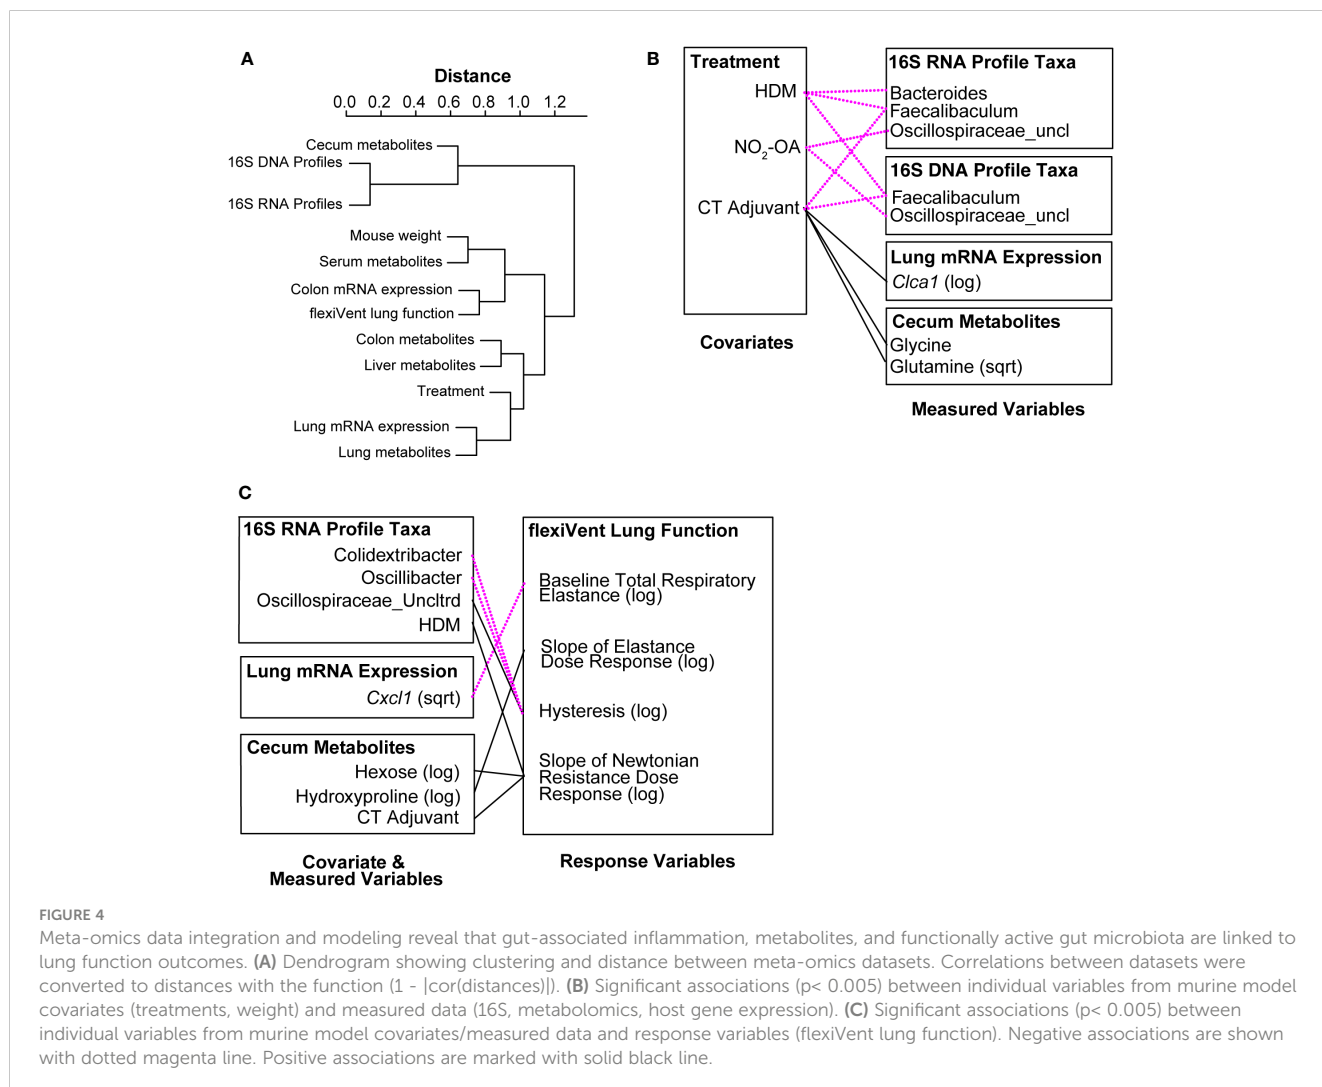 A
Distance
0.0 0.2 0.4 0.6 0.8 1.0 1.2
Cecum metabolites
16S DNA Profiles
16S RNA Profiles
Mouse weight
Serum metabolites
Colon mRNA expression
flexiVent lung function
Colon metabolites
Liver metabolites
Treatment
Lung mRNA expression
Lung metabolites
B
Treatment
HDM
NO2-OA
CT Adjuvant
Covariates
16S RNA Profile Taxa
Bacteroides
Faecalibaculum
Oscillospiraceae_uncl
16S DNA Profile Taxa
Faecalibaculum
Oscillospiraceae_uncl
Lung mRNA Expression
Clca1 (log)
Cecum Metabolites
Glycine
Glutamine (sqrt)
Measured Variables
C
16S RNA Profile Taxa
Colidextribacter
Oscillibacter
Oscillospiraceae_Uncltrd
HDM
Lung mRNA Expression
Cxcl1 (sqrt)
Cecum Metabolites
Hexose (log)
Hydroxyproline (log)
CT Adjuvant
Covariate &
Measured Variables
flexiVent Lung Function
Baseline Total Respiratory
Elastance (log)
Slope of Elastance
Dose Response (log)
Hysteresis (log)
Slope of Newtonian
Resistance Dose
Response (log)
Response Variables
FIGURE 4
Meta-omics data integration and modeling reveal that gut-associated inflammation, metabolites, and functionally active gut microbiota are linked to
lung function outcomes. (A) Dendrogram showing clustering and distance between meta-omics datasets. Correlations between datasets were
converted to distances with the function (1 - |cor(distances)|). (B) Significant associations (p< 0.005) between individual variables from murine model
covariates (treatments, weight) and measured data (16S, metabolomics, host gene expression). (C) Significant associations (p< 0.005) between
individual variables from murine model covariates/measured data and response variables (flexiVent lung function). Negative associations are shown
with dotted magenta line. Positive associations are marked with solid black line.